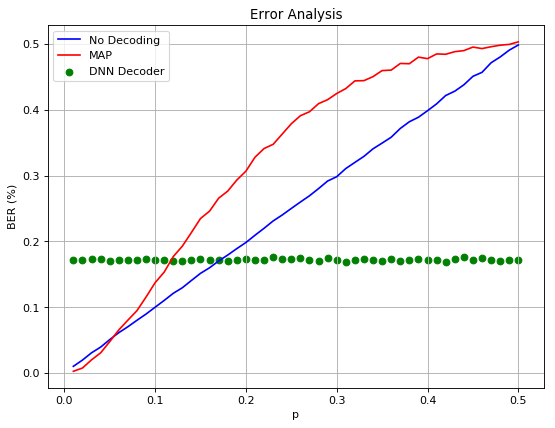 Error Analysis
No Decoding
MAP
DNN Decoder
BER (%)
0.5
0.4
0.3
0.2
0.1
0.0
0.0 0.1 0.2 0.3 0.4 0.5
p